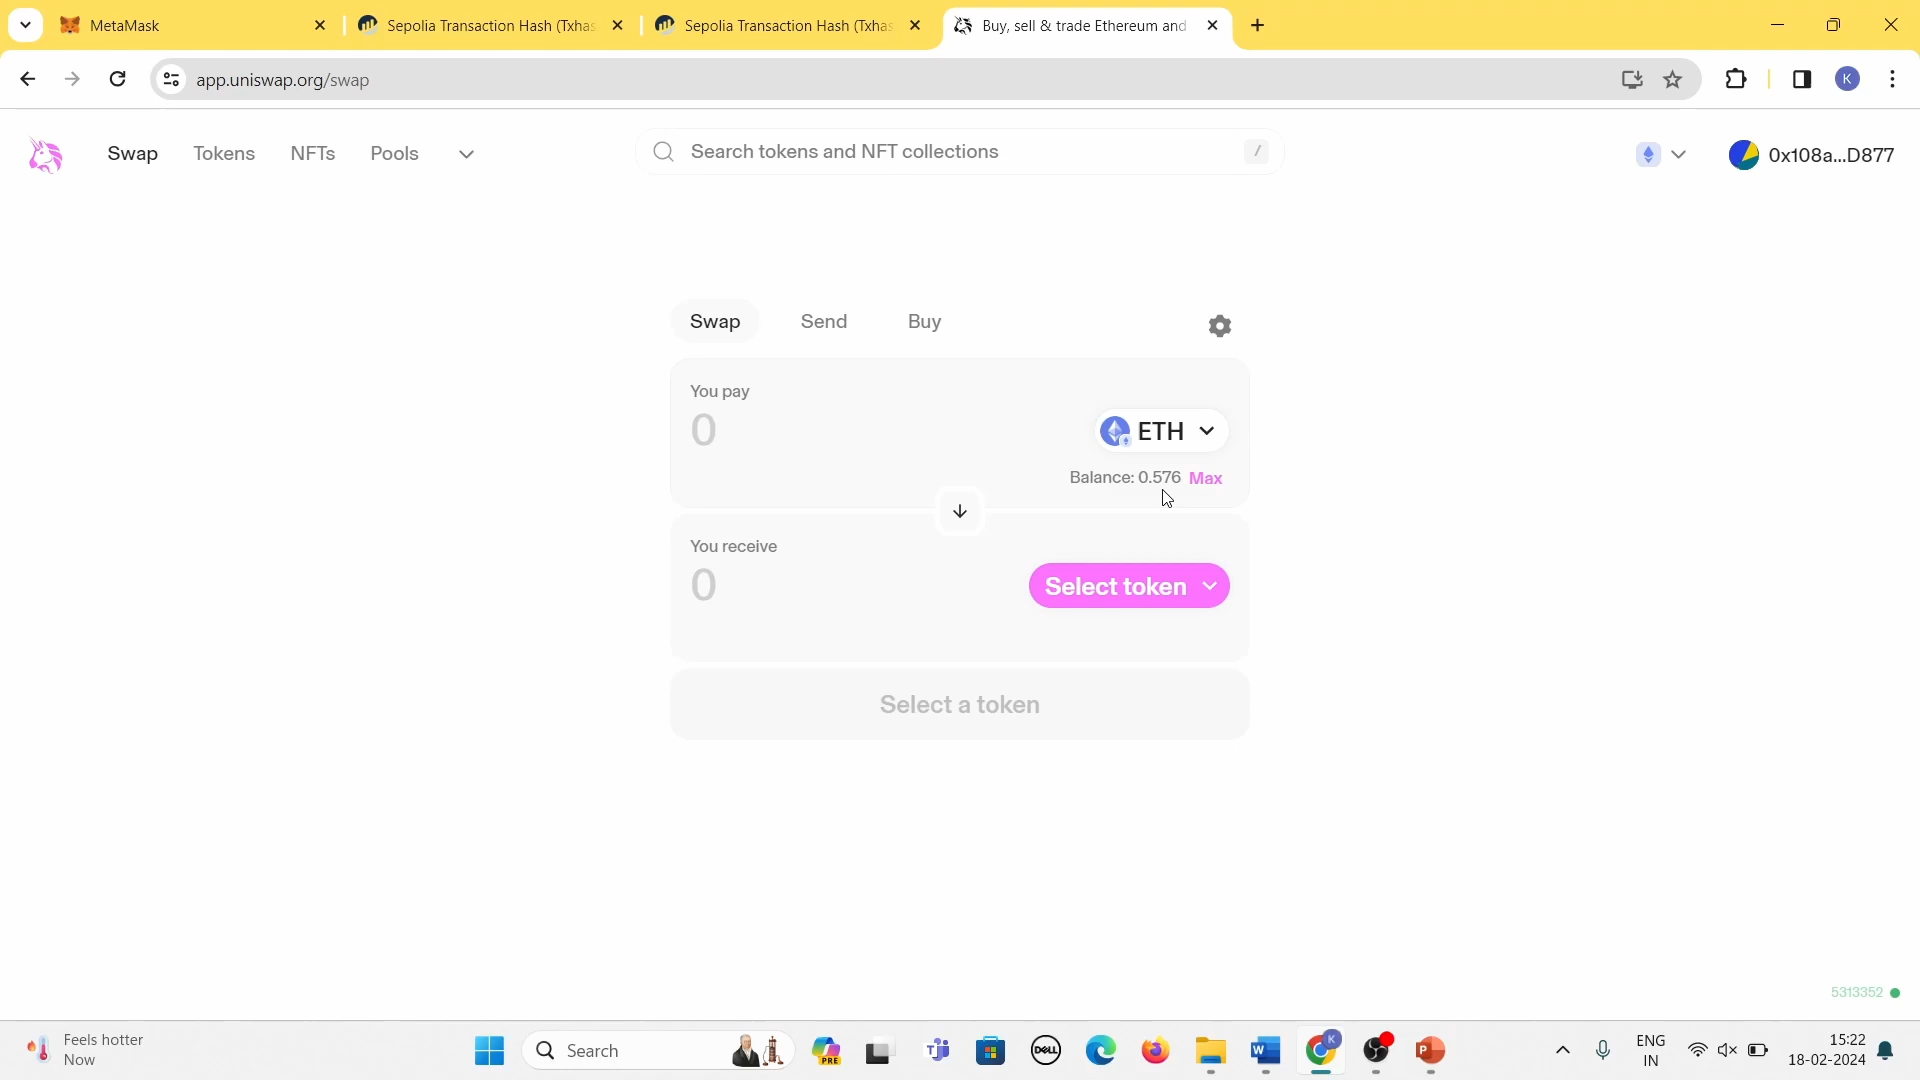 MetaMask
Sepolia Transaction Hash (Txhas
Sepolia Transaction Hash (Txhas
Buy, sell & trade Ethereum and
app.uniswap.org/swap
K
Swap
Tokens
NFTs
Pools
Search tokens and NFT collections
/
0x108a...D877
Swap
Send
Buy
You pay
0
ETH
Balance: 0.576 Max
You receive
0
Select token
Select a token
5313352
Feels hotter
Now
Search
PRE
DELL
W
K
P
ENG
IN
15:22
18-02-2024